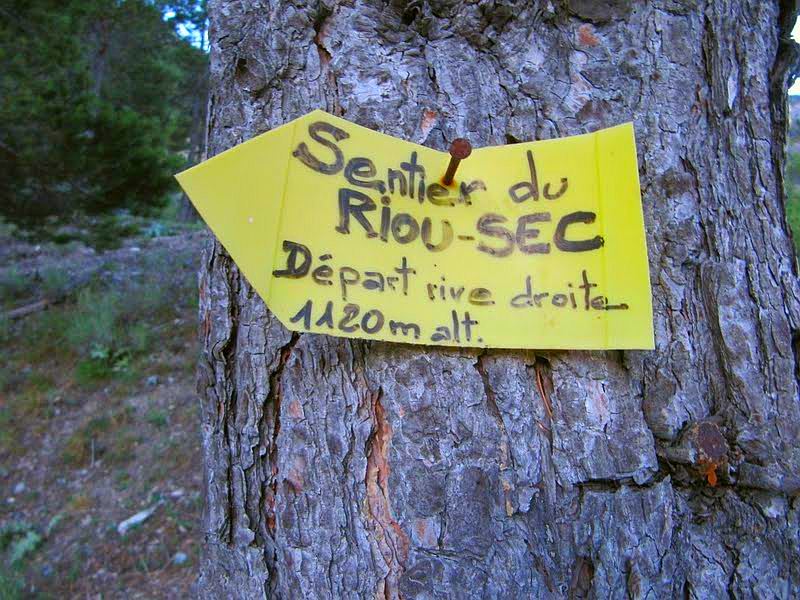 Sentier du
RIOU-SEC
Départ rive droite
1120m alt.